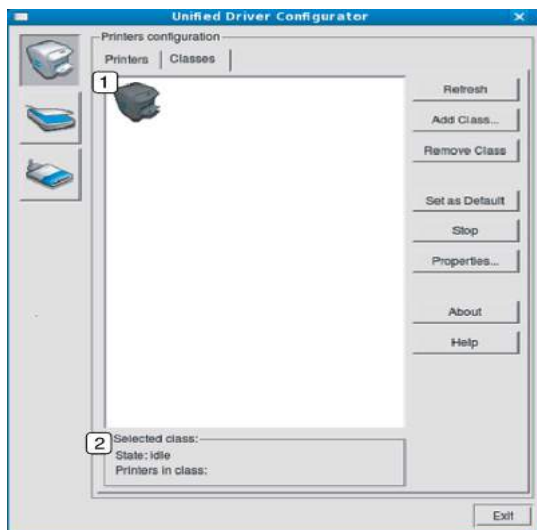 Unified Driver Configurator
Printers configuration
Printers
Classes
1
Refresh
Add Class...
Remove Class
Set as Default
Stop
Properties...
About
Help
2
Selected class:
State: idle
Printers in class:
Exit